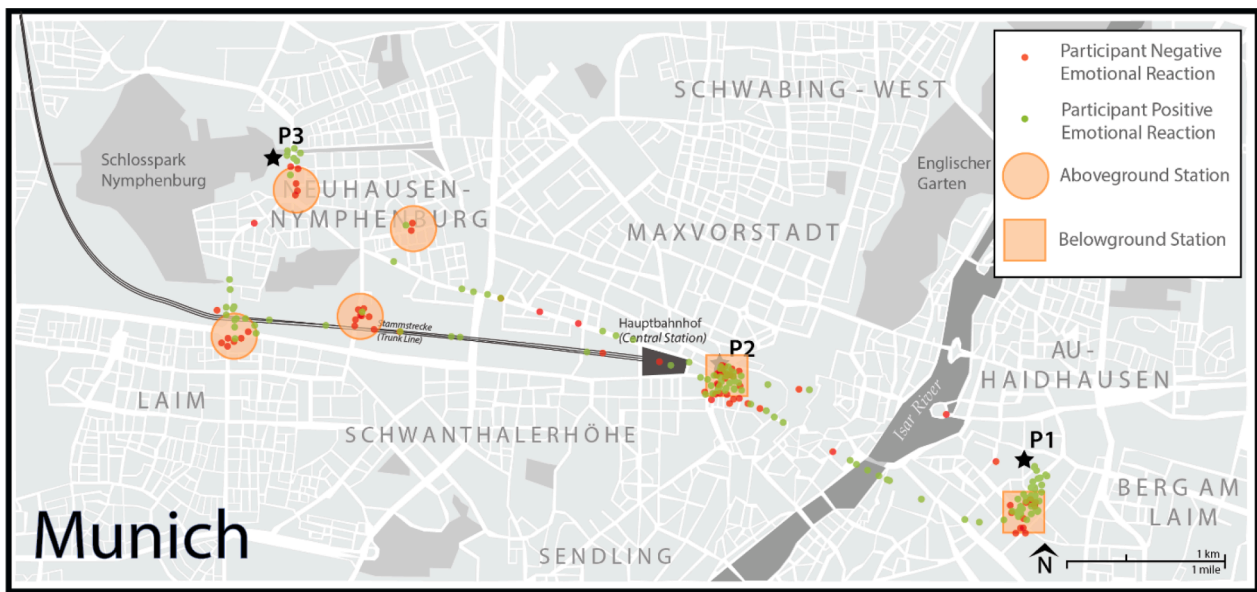 SCHWABING - WEST
Participant Negative
Emotional Reaction
Participant Positive
Emotional Reaction
Aboveground Station
Belowground Station
P3
Schlosspark
Nymphenburg
Englischer
Garten
NEUHAUSEN-
NYMPHENBURG
MAXVORSTADT
Stammstrecke
(Trunk Line)
Hauptbahnhof
(Central Station)
P2
AU-
HAIDHAUSEN
LAIM
Isar River
SCHWANTHALERHÖHE
P1
BERG AM
LAIM
Munich
SENDLING
N
1 km
1 mile